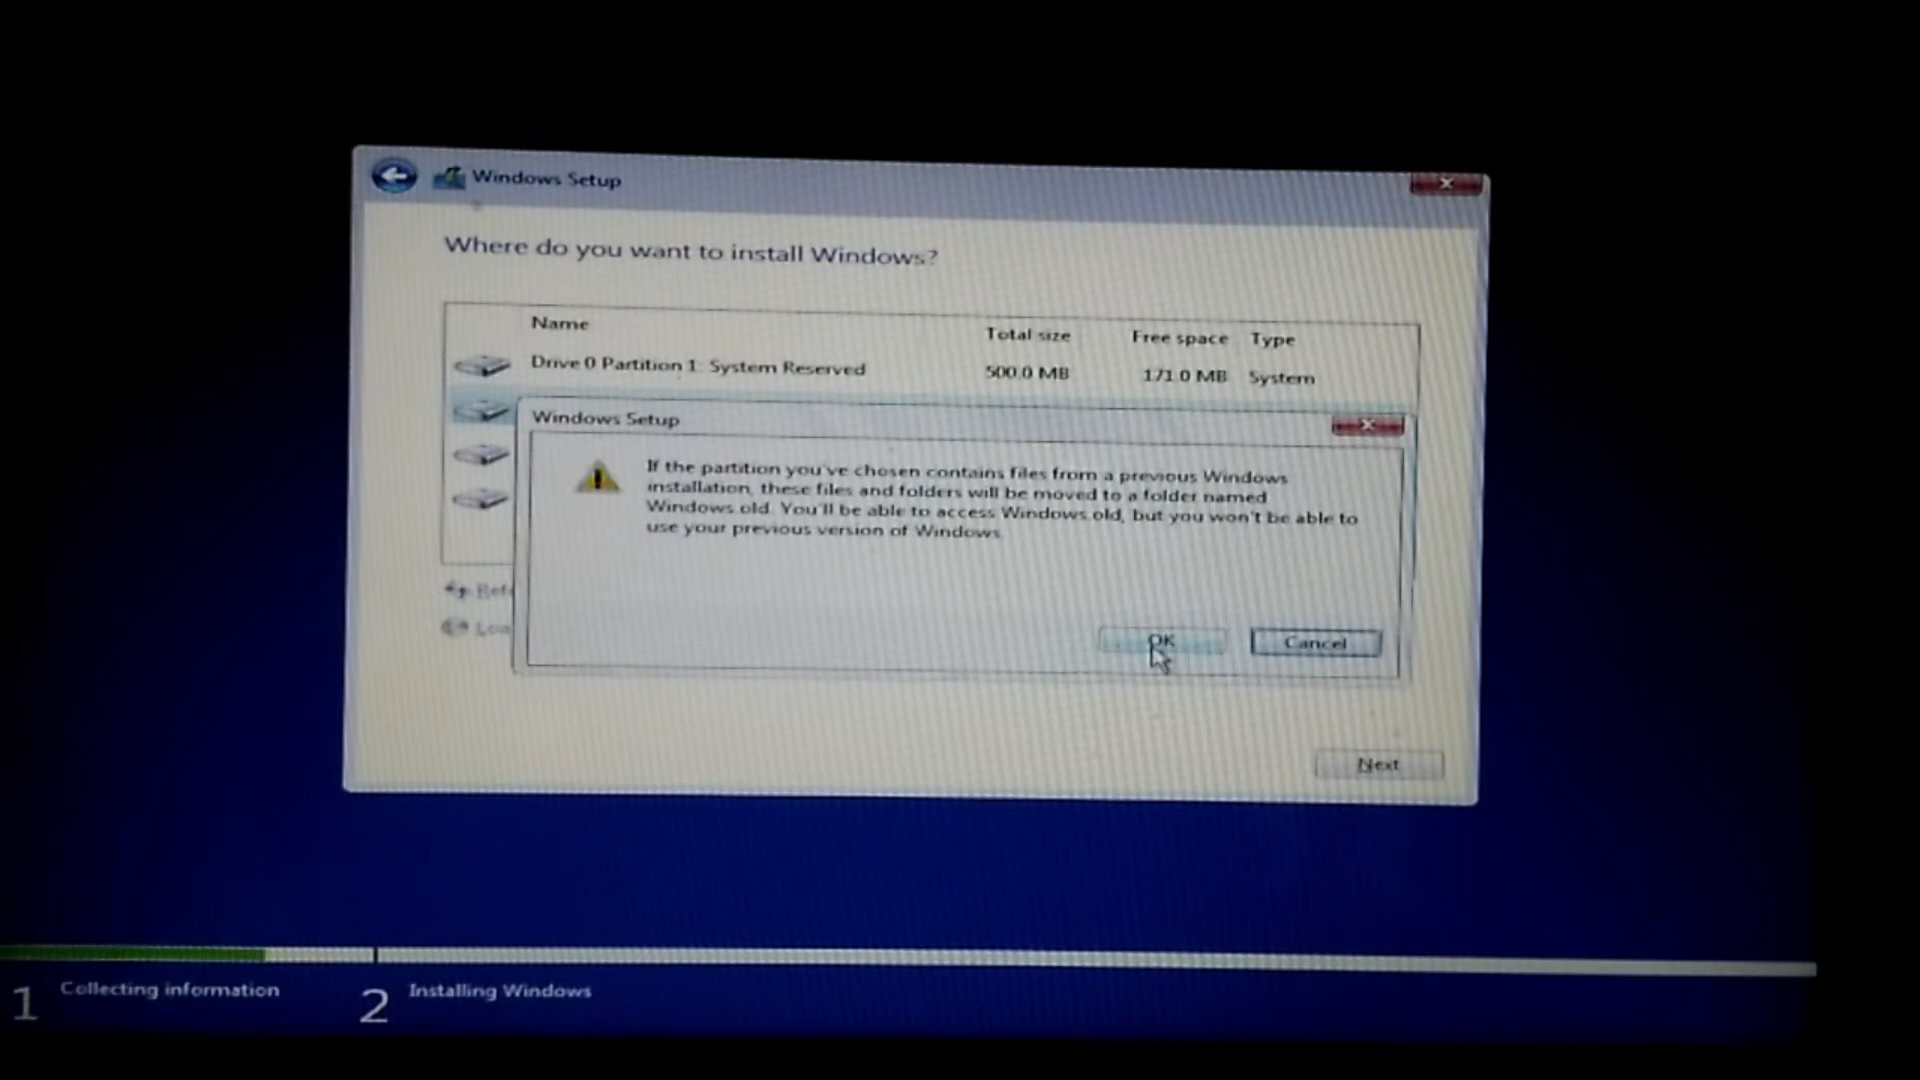 Windows Setup
Where do you want to install Windows?
Name Total size Free space Type
Drive 0 Partition 1: System Reserved 500.0 MB 171.0 MB System
Windows Setup
If the partition you've chosen contains files from a previous Windows
installation, these files and folders will be moved to a folder named
Windows.old. You'll be able to access Windows.old, but you won't be able to
use your previous version of Windows.
OK Cancel
Next
1 Collecting information 2 Installing Windows